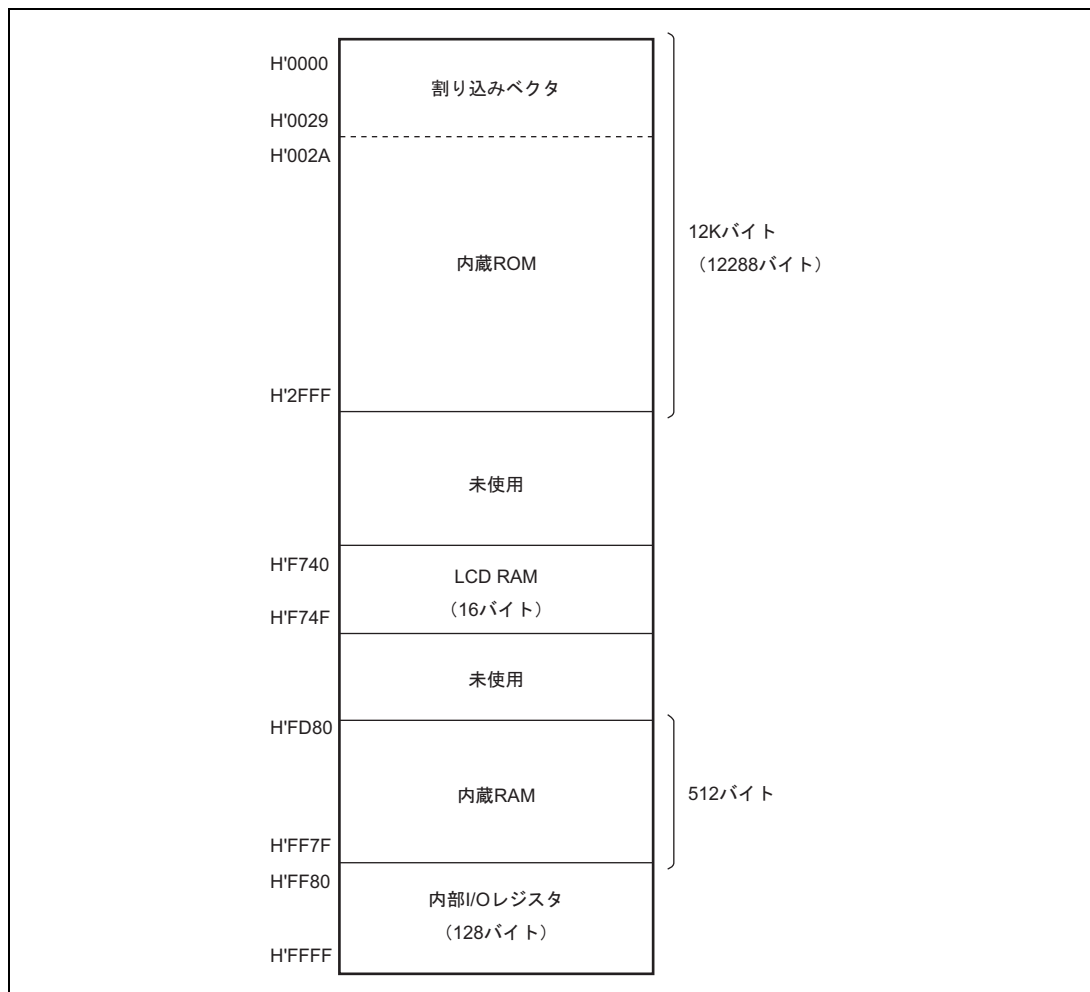 H'0000
割り込みベクタ
H'0029
H'002A
12Kバイト
（12288バイト）
内蔵ROM
H'2FFF
未使用
H'F740
LCD RAM
（16バイト）
H'F74F
未使用
H'FD80
内蔵RAM
512バイト
H'FF7F
H'FF80
内部I/Oレジスタ
（128バイト）
H'FFFF